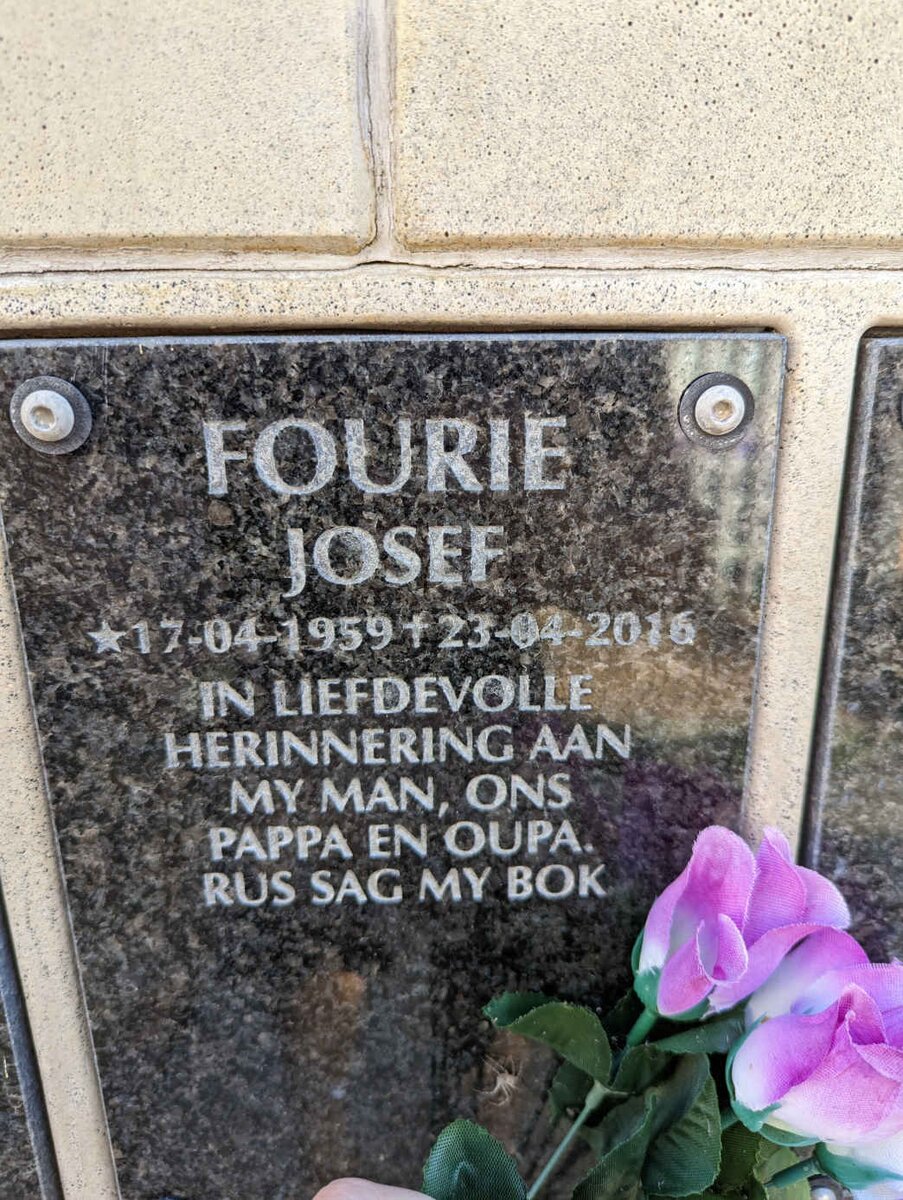 FOURIE
JOSEF
★17-04-1959✝23-04-2016
IN LIEFDEVOLLE
HERINNERING AAN
MY MAN, ONS
PAPPA EN OUPA.
RUS SAG MY BOK